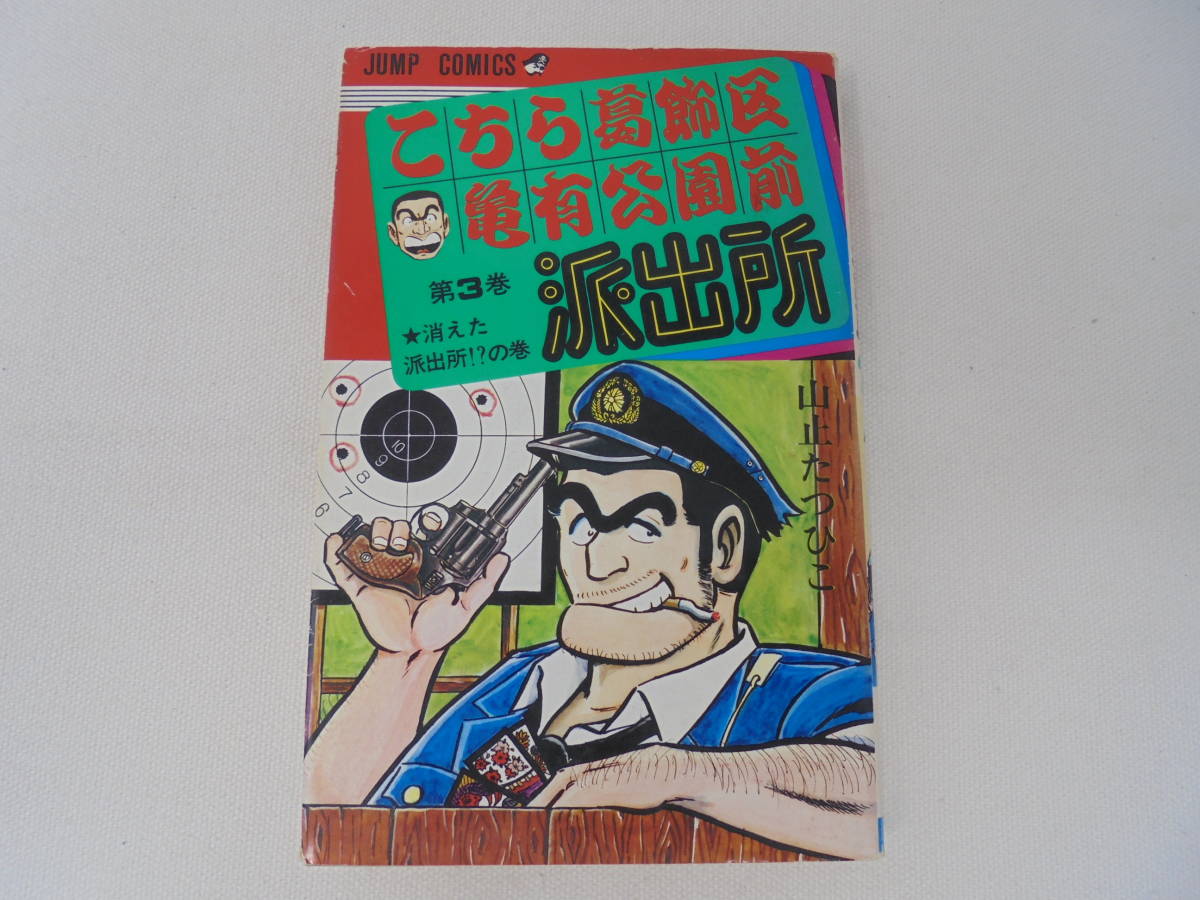 JUMP COMICS
こちら葛飾区
亀有公園前
派出所
第3巻
★消えた
派出所!?の巻
山止たつひこ
10
9
8
7
6